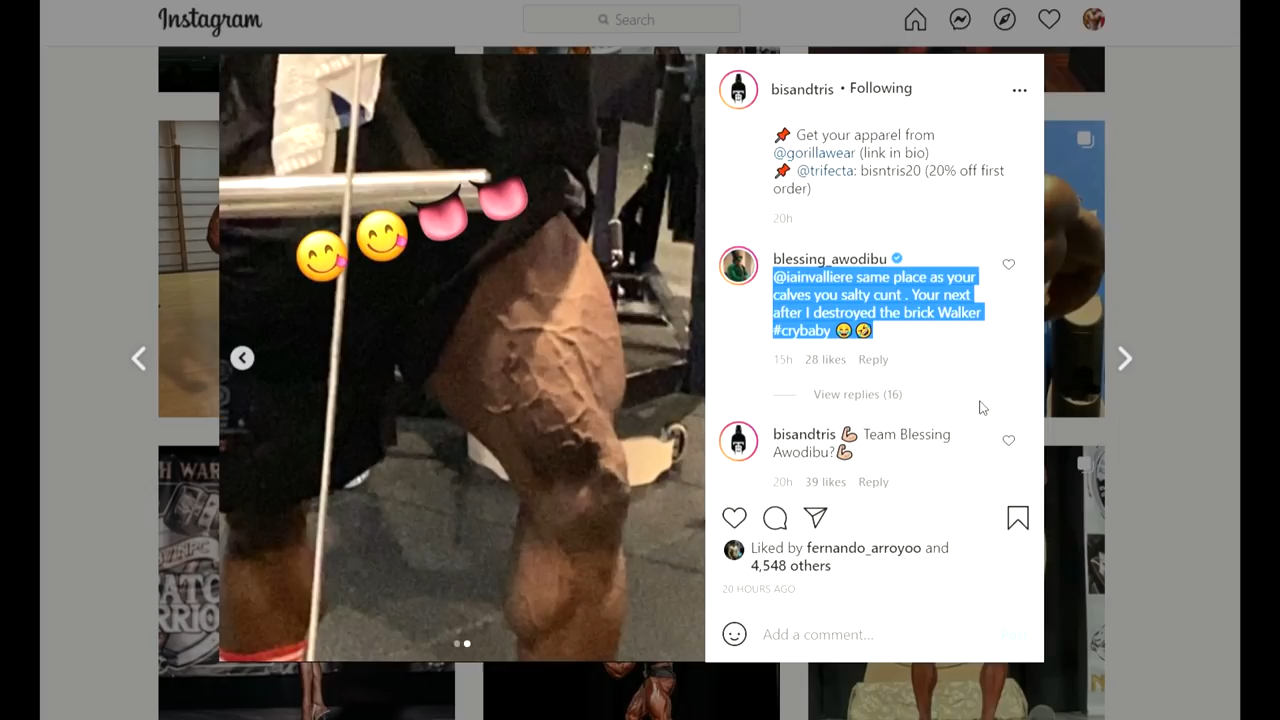 Instagram
Search
bisandtris • Following
📌 Get your apparel from
@gorillawear (link in bio)
📌 @trifecta: bisntris20 (20% off first
order)
20h
blessing_awodibu
@iainvalliere same place as your
calves you salty cunt . Your next
after I destroyed the brick Walker
#crybaby 😅🤣
15h 28 likes Reply
View replies (16)
bisandtris 💪🏼 Team Blessing
Awodibu?💪🏼
20h 39 likes Reply
Liked by fernando_arroyoo and
4,548 others
20 HOURS AGO
Add a comment...
Post